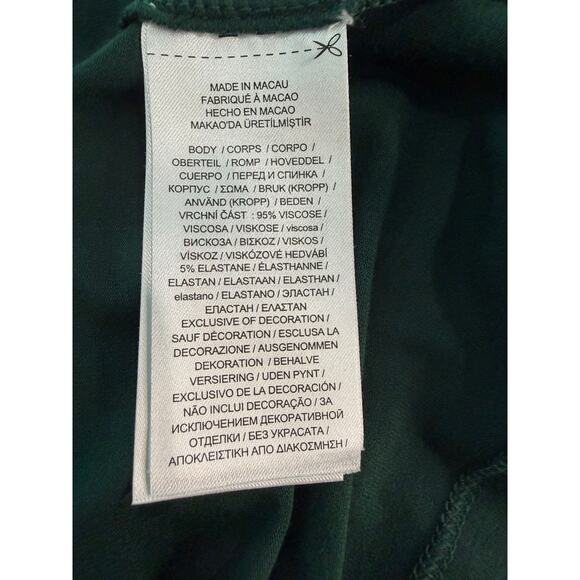 MADE IN MACAU
FABRIQUÉ À MACAO
HECHO EN MACAO
MAKAO'DA ÜRETİLMİŞTİR
BODY / CORPS / CORPO /
OBERTEIL / ROMP / HOVEDDEL /
CUERPO / ПЕРЕД И СПИНКА /
КОРПУС / ΣΩΜΑ / BRUK (KROPP) /
ANVÄND (KROPP) / BEDEN /
VRCHNÍ ČÁST : 95% VISCOSE /
VISCOSA / VISKOSE / viscosa /
ВИСКОЗА / ΒΙΣΚΟΖ / VISKOS /
VÍSKOZ / VISKÓZOVÉ HEDVÁBÍ
5% ELASTANE / ÉLASTHANNE /
ELASTAN / ELASTAAN / ELASTHAN /
elastano / ELASTANO / ЭЛАСТАН /
ЕЛАСТАН / ΕΛΑΣΤΑΝ
EXCLUSIVE OF DECORATION /
SAUF DÉCORATION / ESCLUSA LA
DECORAZIONE / AUSGENOMMEN
DEKORATION / BEHALVE
VERSIERING / UDEN PYNT /
EXCLUSIVO DE LA DECORACIÓN /
NÃO INCLUI DECORAÇÃO / ЗА
ИСКЛЮЧЕНИЕМ ДЕКОРАТИВНОЙ
ОТДЕЛКИ / БЕЗ УКРАСАТА /
ΑΠΟΚΛΕΙΣΤΙΚΗ ΑΠΟ ΔΙΑΚΟΣΜΗΣΗ /